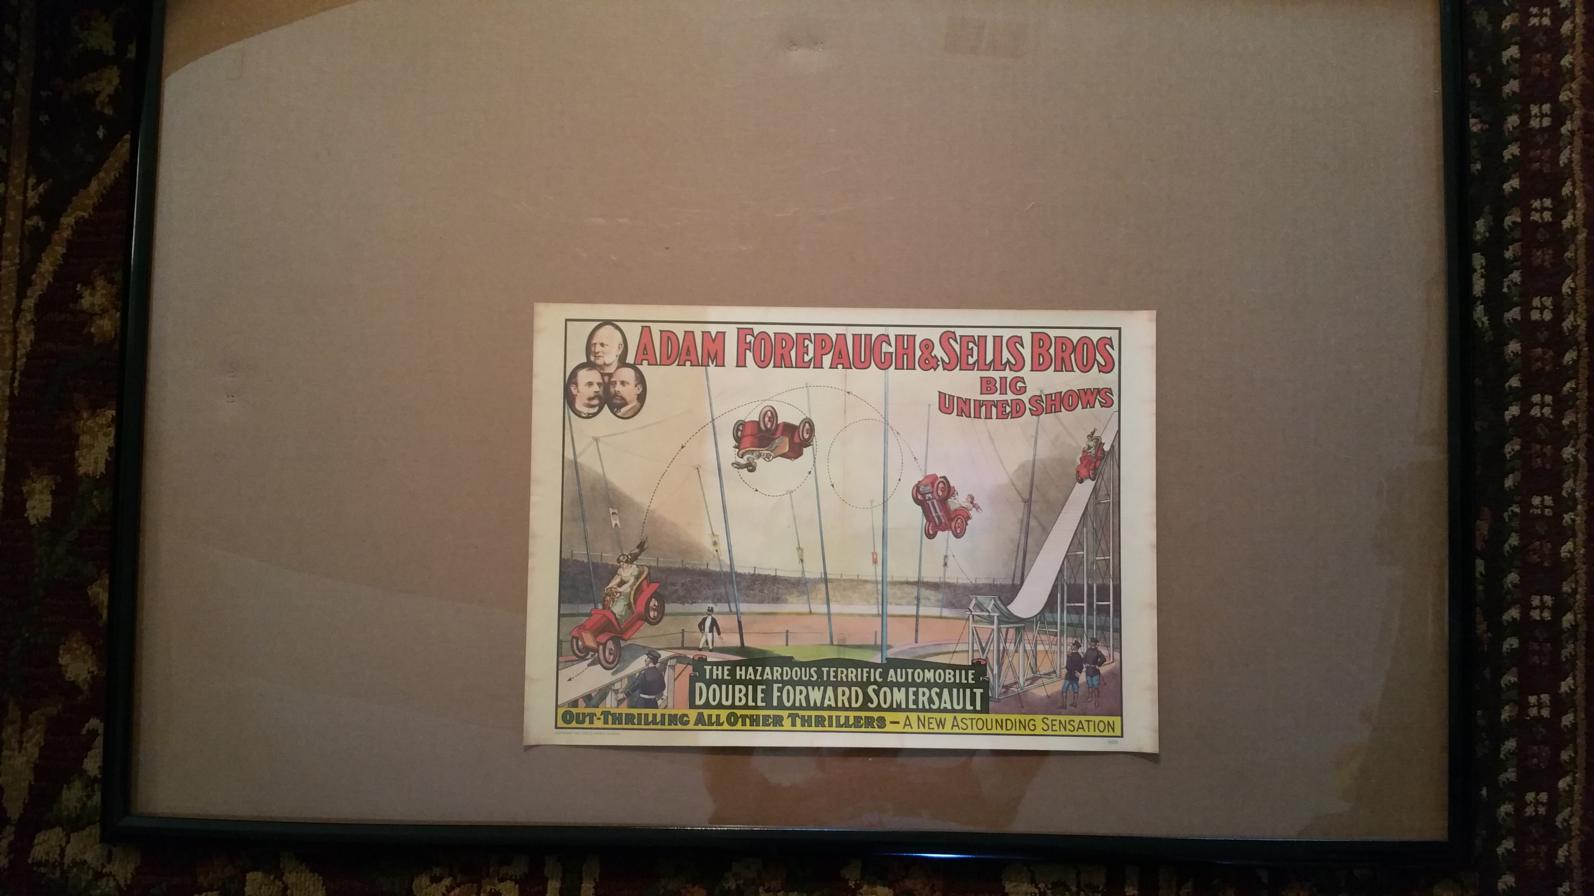 ADAM FOREPAUGH & SELLS BROS
BIG
UNITED SHOWS
THE HAZARDOUS, TERRIFIC AUTOMOBILE
DOUBLE FORWARD SOMERSAULT
OUT-THRILLING ALL OTHER THRILLERS – A NEW ASTOUNDING SENSATION